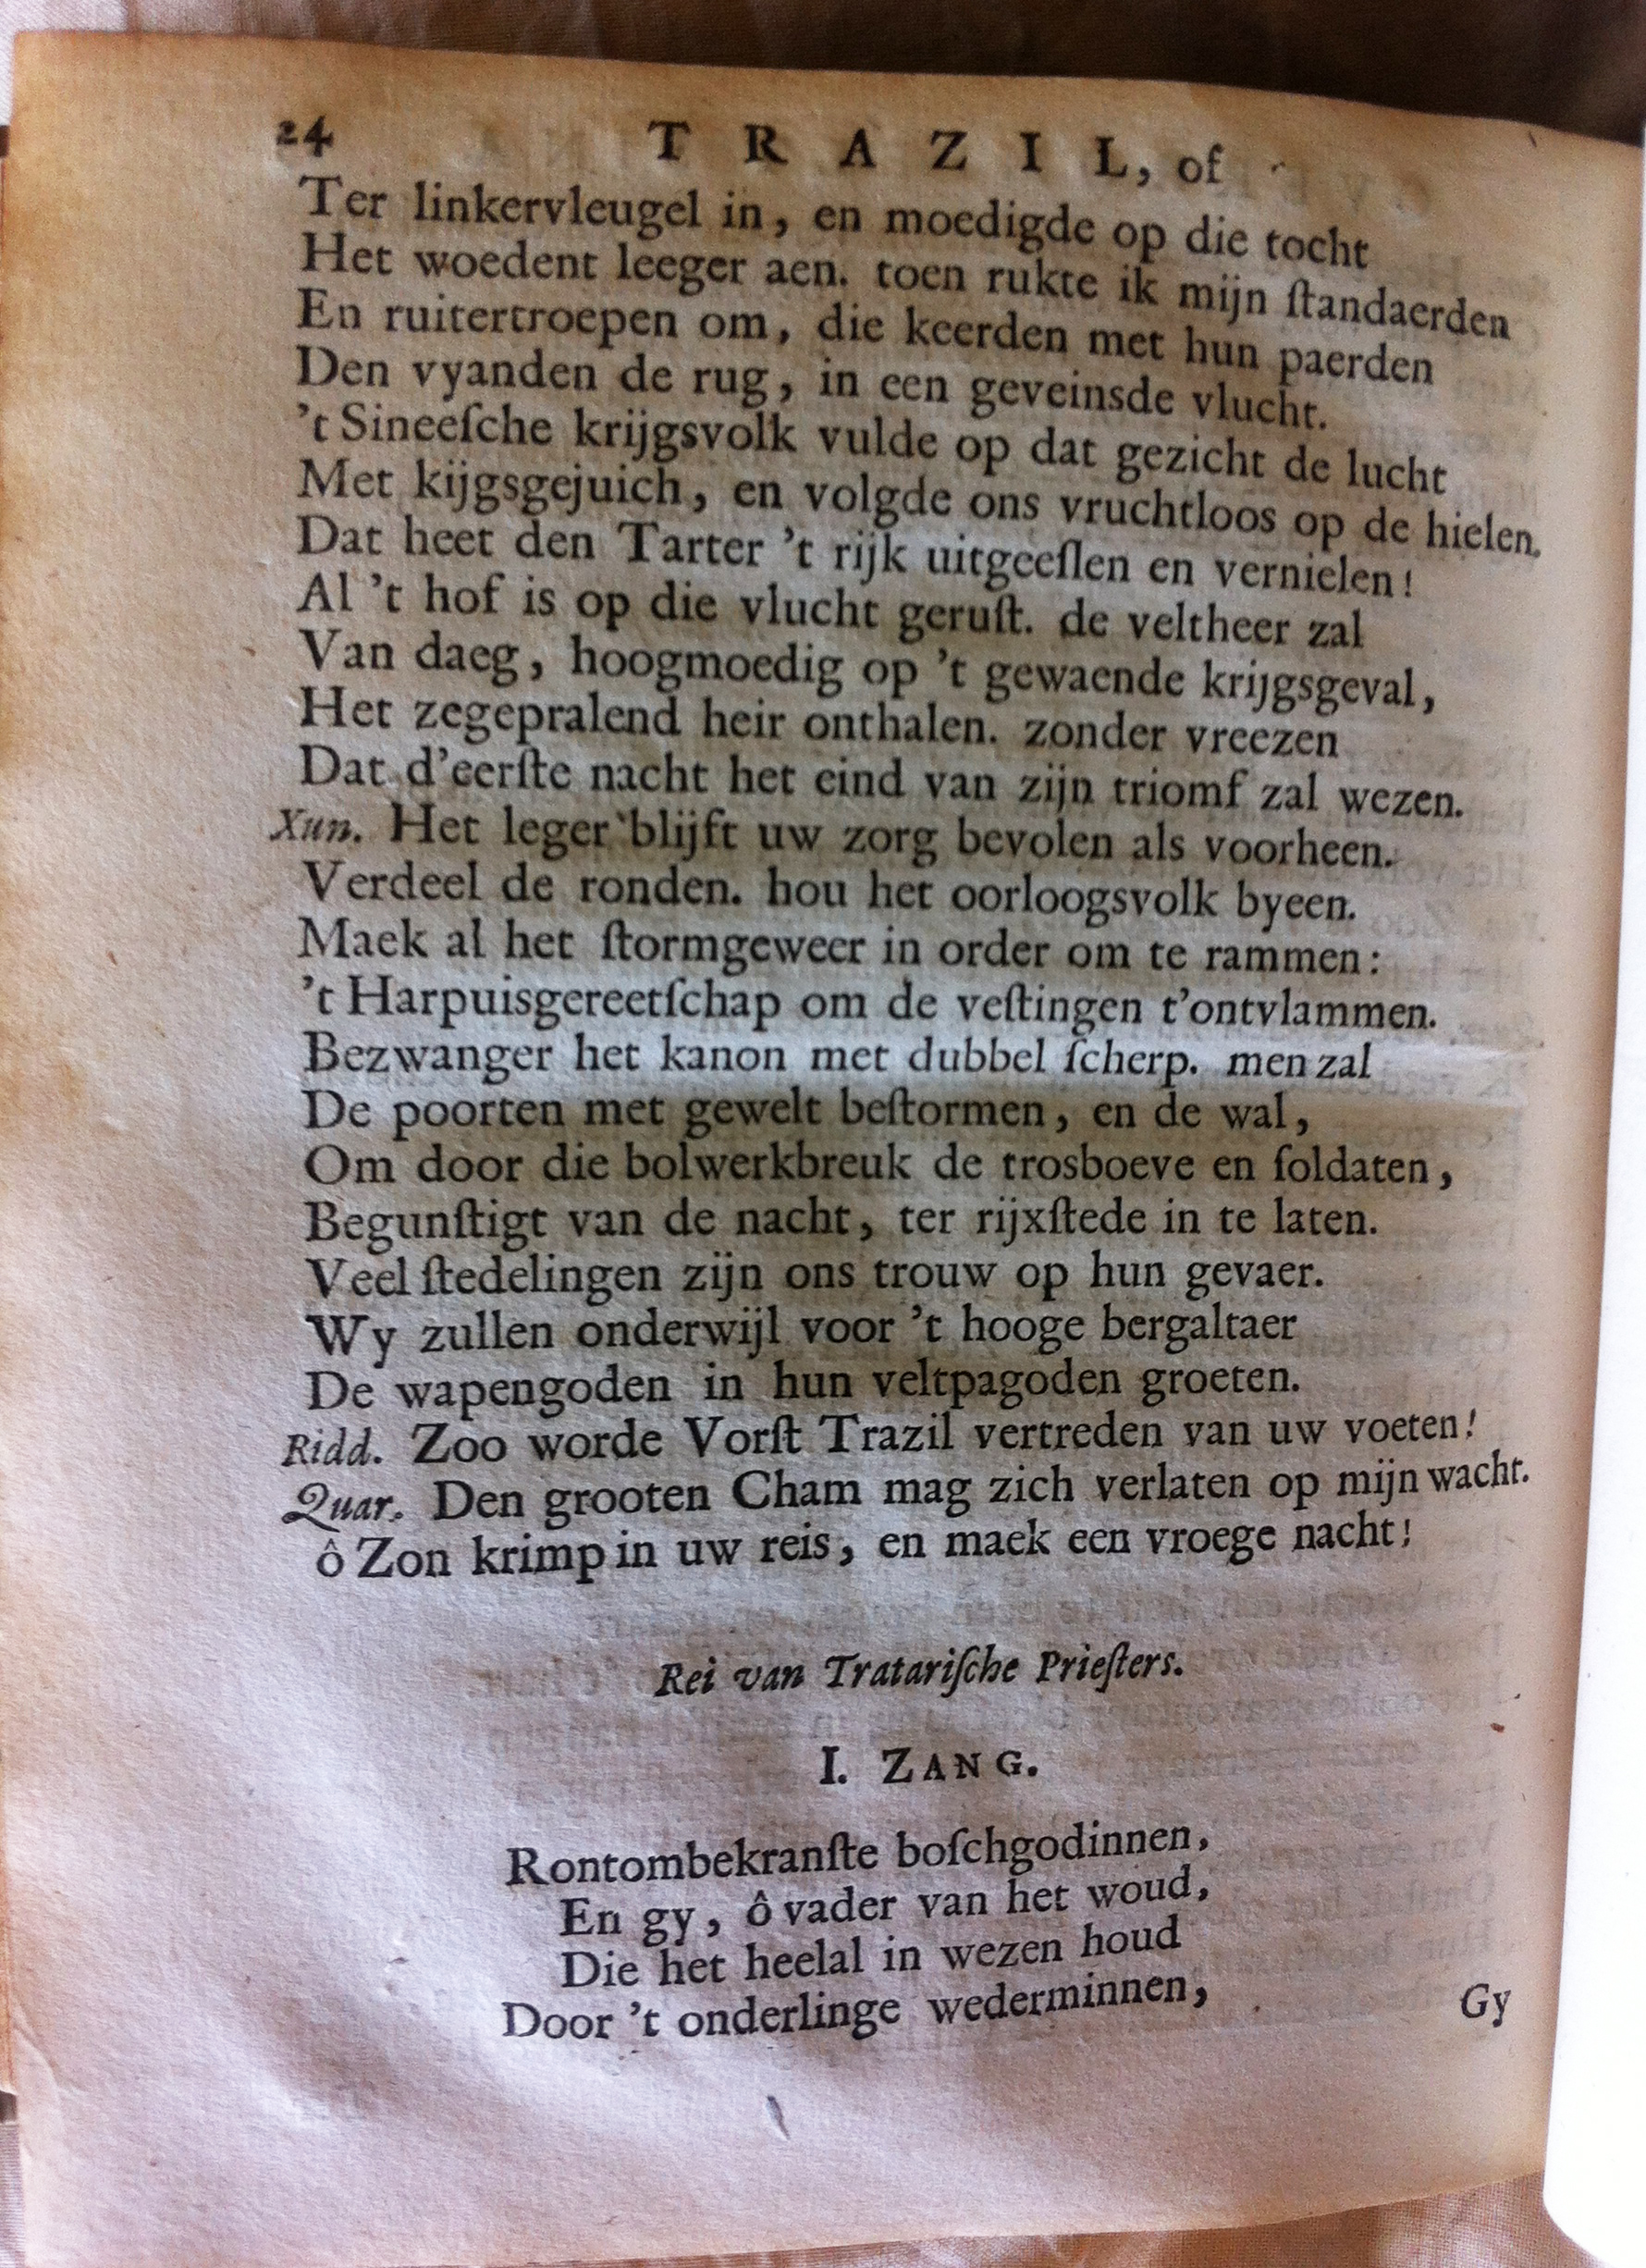 24 TRAZIL, of
Ter linkervleugel in, en moedigde op die tocht
Het woedent leeger aen. toen rukte ik mijn ſtandaerden
En ruitertroepen om, die keerden met hun paerden
Den vyanden de rug, in een geveinsde vlucht.
't Sineeſche krijgsvolk vulde op dat gezicht de lucht
Met kijgsgejuich, en volgde ons vruchtloos op de hielen.
Dat heet den Tarter 't rijk uitgeeſlen en vernielen!
Al 't hof is op die vlucht geruſt. de veltheer zal
Van daeg, hoogmoedig op 't gewaende krijgsgeval,
Het zegepralend heir onthalen. zonder vreezen
Dat d'eerſte nacht het eind van zijn triomf zal wezen.
Xun. Het leger blijft uw zorg bevolen als voorheen.
Verdeel de ronden. hou het oorloogsvolk byeen.
Maek al het ſtormgeweer in order om te rammen:
't Harpuisgereetſchap om de veſtingen t'ontvlammen.
Bezwanger het kanon met dubbel ſcherp. men zal
De poorten met gewelt beſtormen, en de wal,
Om door die bolwerkbreuk de trosboeve en ſoldaten,
Begunſtigt van de nacht, ter rijxſtede in te laten.
Veel ſtedelingen zijn ons trouw op hun gevaer.
Wy zullen onderwijl voor 't hooge bergaltaer
De wapengoden in hun veltpagoden groeten.
Ridd. Zoo worde Vorſt Trazil vertreden van uw voeten!
Quar. Den grooten Cham mag zich verlaten op mijn wacht.
ô Zon krimp in uw reis, en maek een vroege nacht!
Rei van Tratariſche Prieſters.
I. ZANG.
Rontombekranſte boſchgodinnen,
En gy, ô vader van het woud,
Die het heelal in wezen houd
Door 't onderlinge wederminnen,
Gy